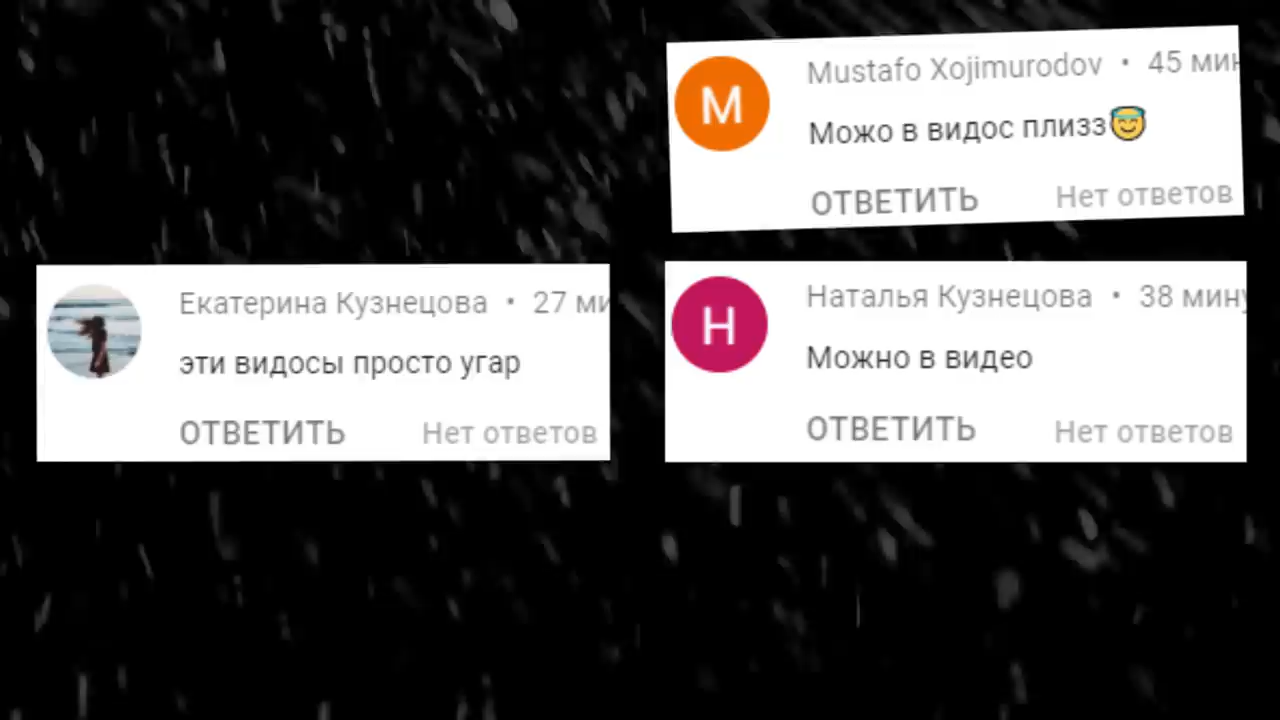 M
Mustafo Xojimurodov • 45 мин
Можо в видос плизз😇
ОТВЕТИТЬ Нет ответов
Екатерина Кузнецова • 27 ми
эти видосы просто угар
ОТВЕТИТЬ Нет ответов
Н
Наталья Кузнецова • 38 мину
Можно в видео
ОТВЕТИТЬ Нет ответов